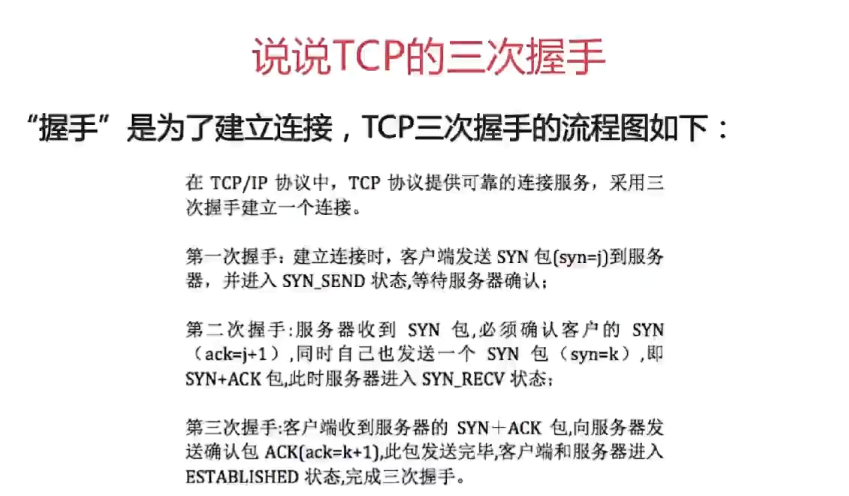 说说TCP的三次握手
“握手”是为了建立连接，TCP三次握手的流程图如下：
在 TCP/IP 协议中，TCP 协议提供可靠的连接服务，采用三
次握手建立一个连接。
第一次握手：建立连接时，客户端发送 SYN 包(syn=j)到服务
器，并进入 SYN_SEND 状态,等待服务器确认；
第二次握手:服务器收到 SYN 包,必须确认客户的 SYN
（ack=j+1）,同时自己也发送一个 SYN 包（syn=k）,即
SYN+ACK 包,此时服务器进入 SYN_RECV 状态；
第三次握手:客户端收到服务器的 SYN＋ACK 包,向服务器发
送确认包 ACK(ack=k+1),此包发送完毕,客户端和服务器进入
ESTABLISHED 状态,完成三次握手。